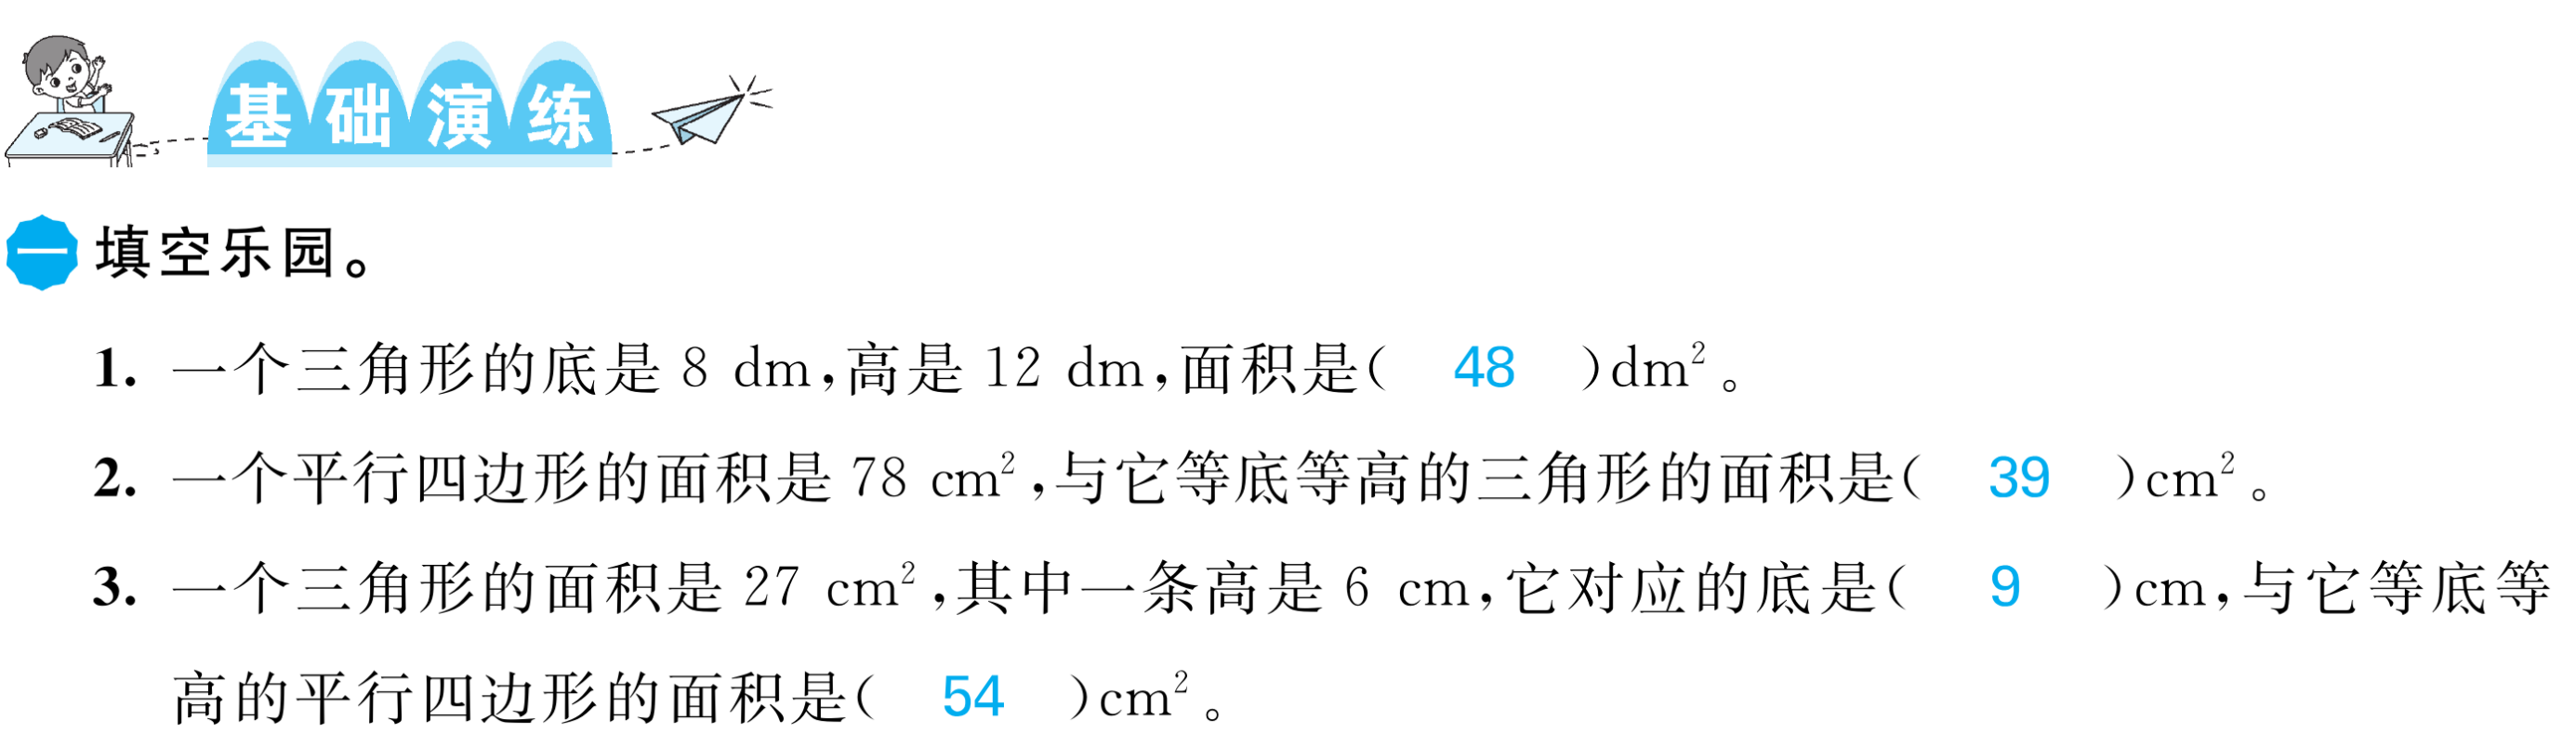 基础演练
一 填空乐园。
1. 一个三角形的底是 8 dm,高是 12 dm,面积是( 48 )dm²。
2. 一个平行四边形的面积是 78 cm²,与它等底等高的三角形的面积是( 39 )cm²。
3. 一个三角形的面积是 27 cm²,其中一条高是 6 cm,它对应的底是( 9 )cm,与它等底等
高的平行四边形的面积是( 54 )cm²。